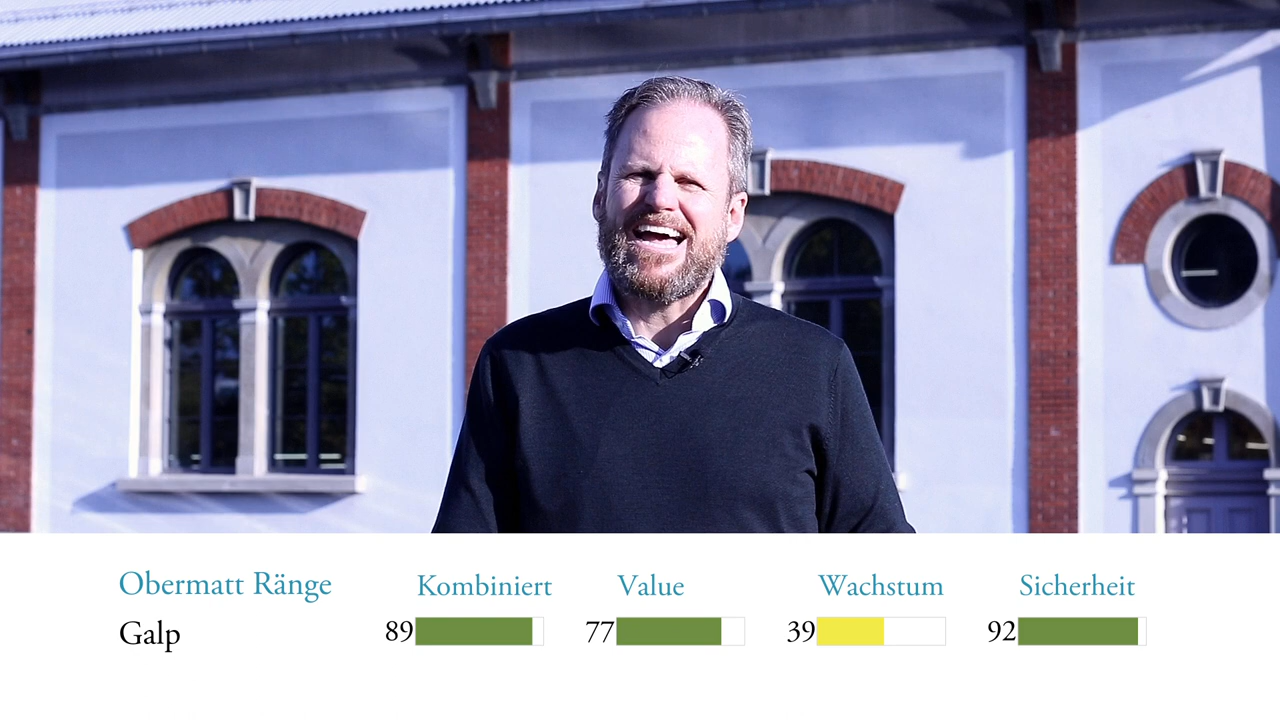 Obermatt Ränge Kombiniert Value Wachstum Sicherheit
Galp 89 77 39 92